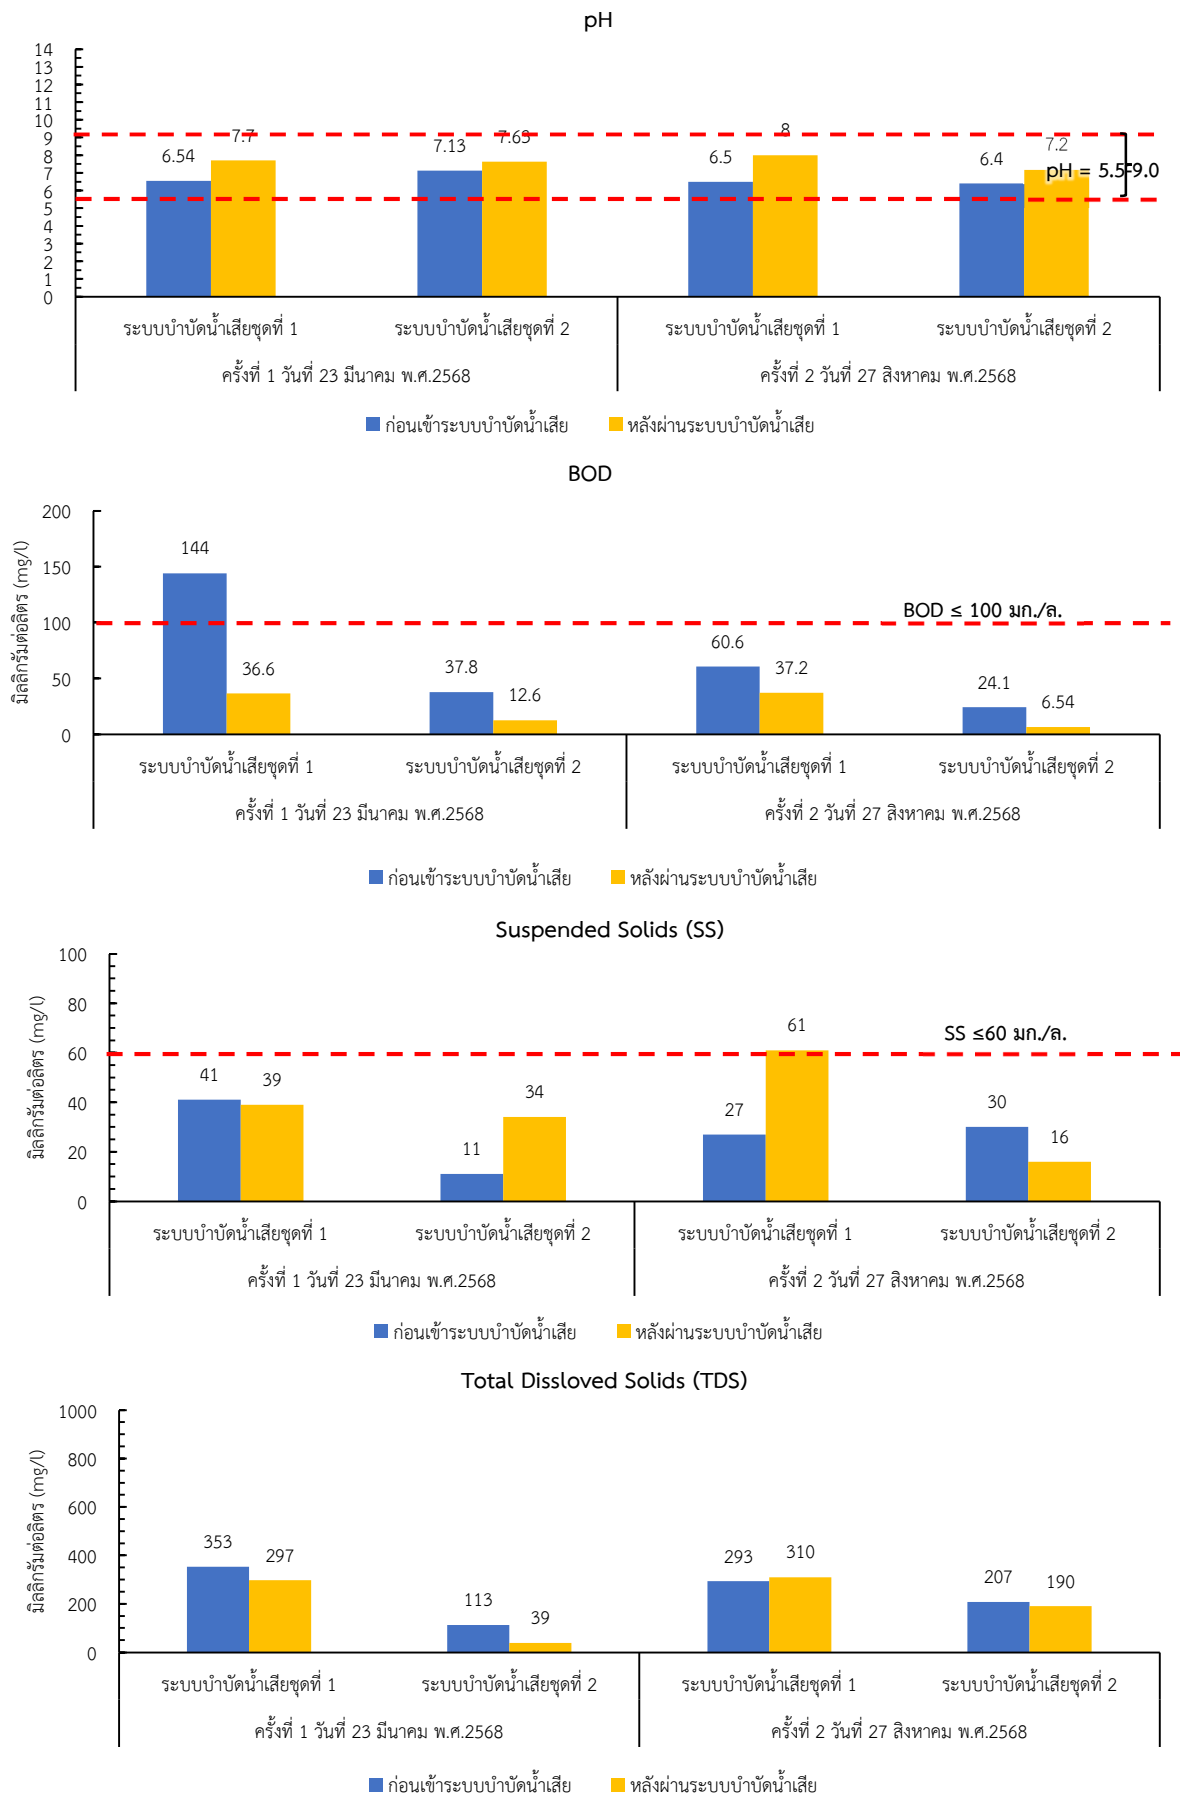 pH
14
13
12
11
10
9
8
7
6
5
4
3
2
1
0
6.54
7.7
7.13
7.63
6.5
8
6.4
7.2
pH = 5.5-9.0
ระบบบำบัดน้ำเสียชุดที่ 1
ระบบบำบัดน้ำเสียชุดที่ 2
ระบบบำบัดน้ำเสียชุดที่ 1
ระบบบำบัดน้ำเสียชุดที่ 2
ครั้งที่ 1 วันที่ 23 มีนาคม พ.ศ.2568
ครั้งที่ 2 วันที่ 27 สิงหาคม พ.ศ.2568
ก่อนเข้าระบบบำบัดน้ำเสีย
หลังผ่านระบบบำบัดน้ำเสีย
BOD
มิลลิกรัมต่อลิตร (mg/l)
200
150
100
50
0
144
36.6
37.8
12.6
60.6
37.2
24.1
6.54
BOD ≤ 100 มก./ล.
ระบบบำบัดน้ำเสียชุดที่ 1
ระบบบำบัดน้ำเสียชุดที่ 2
ระบบบำบัดน้ำเสียชุดที่ 1
ระบบบำบัดน้ำเสียชุดที่ 2
ครั้งที่ 1 วันที่ 23 มีนาคม พ.ศ.2568
ครั้งที่ 2 วันที่ 27 สิงหาคม พ.ศ.2568
ก่อนเข้าระบบบำบัดน้ำเสีย
หลังผ่านระบบบำบัดน้ำเสีย
Suspended Solids (SS)
มิลลิกรัมต่อลิตร (mg/l)
100
80
60
40
20
0
41
39
11
34
27
61
30
16
SS ≤60 มก./ล.
ระบบบำบัดน้ำเสียชุดที่ 1
ระบบบำบัดน้ำเสียชุดที่ 2
ระบบบำบัดน้ำเสียชุดที่ 1
ระบบบำบัดน้ำเสียชุดที่ 2
ครั้งที่ 1 วันที่ 23 มีนาคม พ.ศ.2568
ครั้งที่ 2 วันที่ 27 สิงหาคม พ.ศ.2568
ก่อนเข้าระบบบำบัดน้ำเสีย
หลังผ่านระบบบำบัดน้ำเสีย
Total Dissloved Solids (TDS)
มิลลิกรัมต่อลิตร (mg/l)
1000
800
600
400
200
0
353
297
113
39
293
310
207
190
ระบบบำบัดน้ำเสียชุดที่ 1
ระบบบำบัดน้ำเสียชุดที่ 2
ระบบบำบัดน้ำเสียชุดที่ 1
ระบบบำบัดน้ำเสียชุดที่ 2
ครั้งที่ 1 วันที่ 23 มีนาคม พ.ศ.2568
ครั้งที่ 2 วันที่ 27 สิงหาคม พ.ศ.2568
ก่อนเข้าระบบบำบัดน้ำเสีย
หลังผ่านระบบบำบัดน้ำเสีย